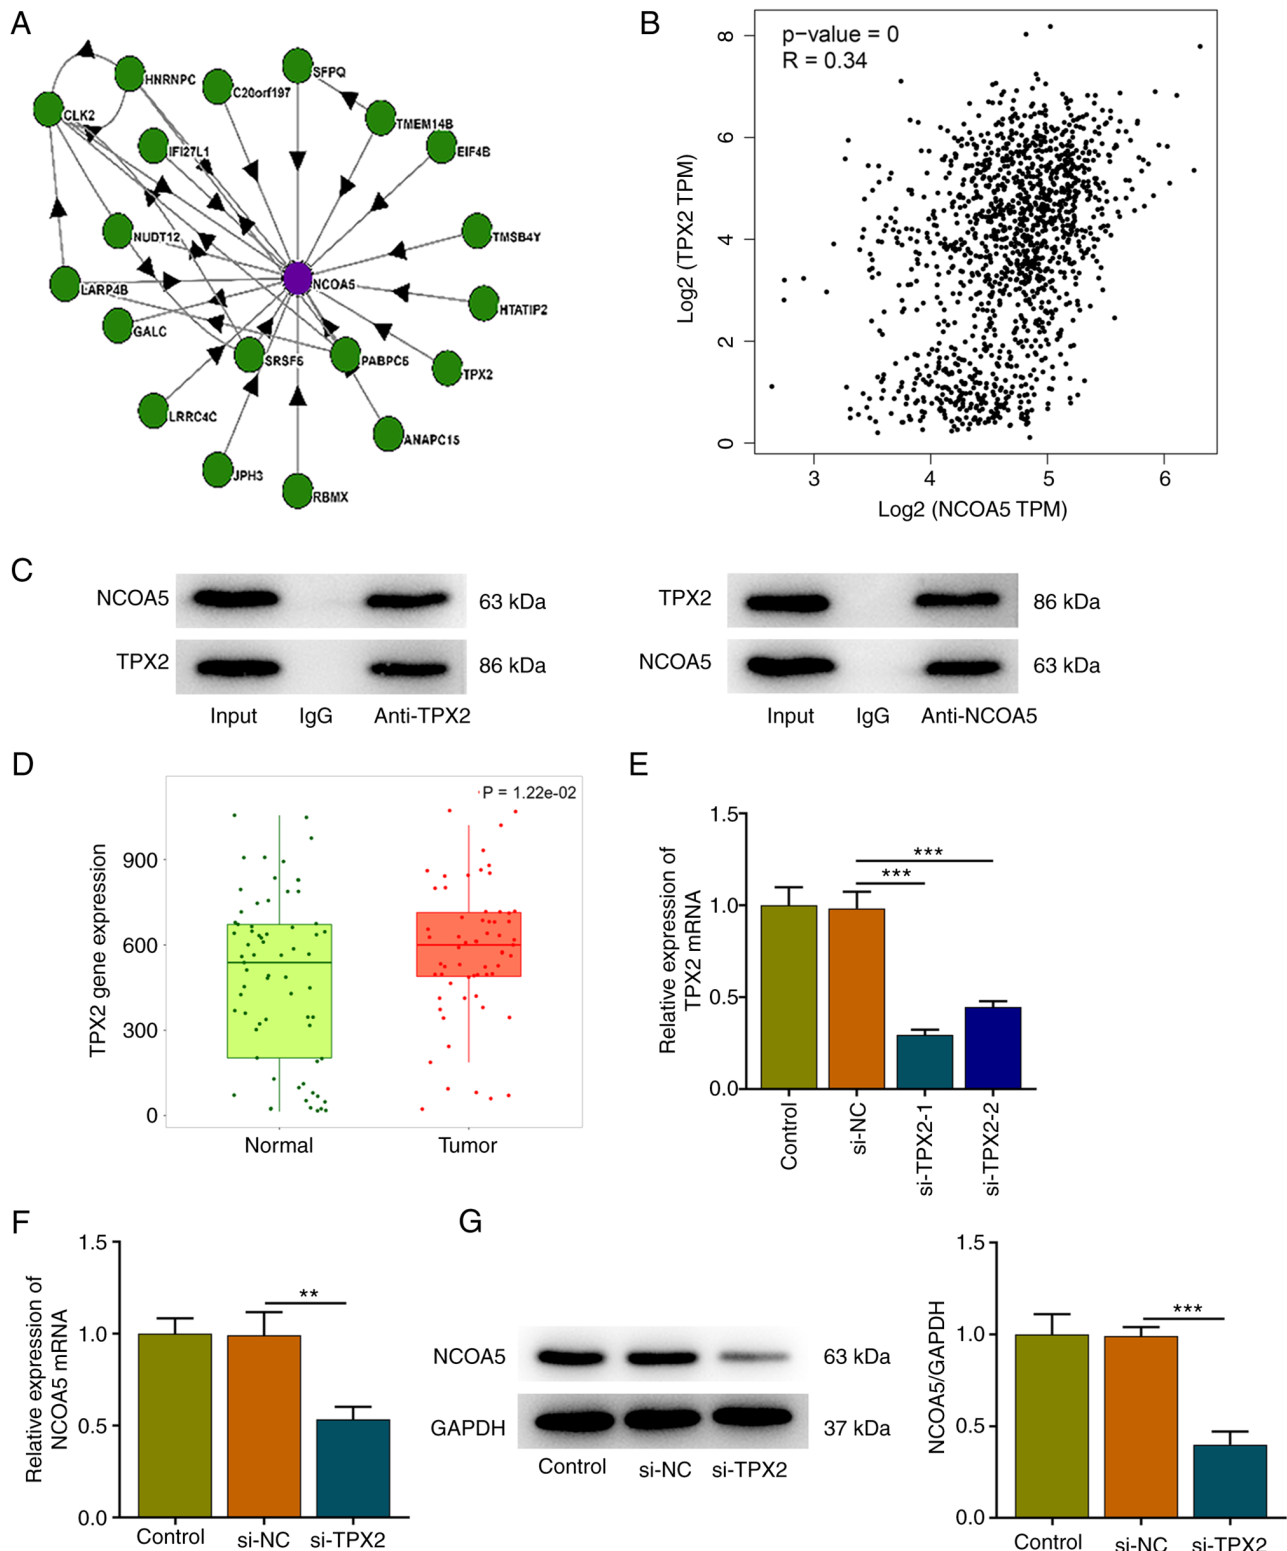 A
HNRNPC
C20orf197
SFPQ
CLK2
TMEM14B
IFI27L1
EIF4B
NUDT12
TMSB4Y
NCOA5
LARP4B
HTATIP2
GALC
SRSF5
PABPC5
TPX2
LRRC4C
ANAPC15
JPH3
RBMX
B
p-value = 0
R = 0.34
8
6
4
2
0
Log2 (TPX2 TPM)
3 4 5 6
Log2 (NCOA5 TPM)
C
NCOA5 63 kDa
TPX2 86 kDa
Input IgG Anti-TPX2
TPX2 86 kDa
NCOA5 63 kDa
Input IgG Anti-NCOA5
D
P = 1.22e-02
TPX2 gene expression
900
600
300
0
Normal Tumor
E
Relative expression of
TPX2 mRNA
1.5
1.0
0.5
0.0
***
***
Control
si-NC
si-TPX2-1
si-TPX2-2
F
Relative expression of
NCOA5 mRNA
1.5
1.0
0.5
0.0
**
Control si-NC si-TPX2
G
NCOA5 63 kDa
GAPDH 37 kDa
Control si-NC si-TPX2
NCOA5/GAPDH
1.5
1.0
0.5
0.0
***
Control si-NC si-TPX2